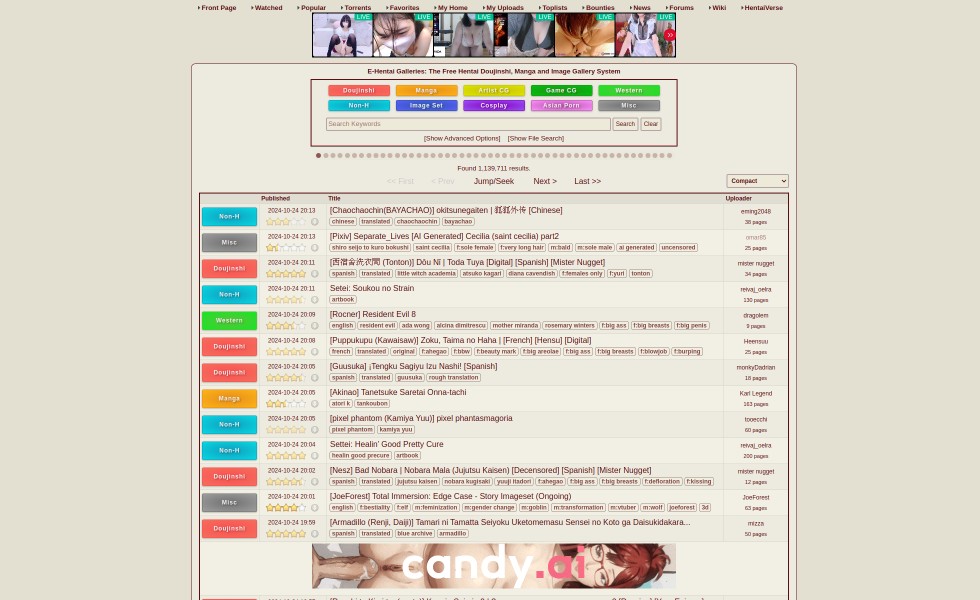 Front Page Watched Popular Torrents Favorites My Home My Uploads Toplists Bounties News Forums Wiki HentaiVerse
LIVE LIVE LIVE LIVE LIVE LIVE
E-Hentai Galleries: The Free Hentai Doujinshi, Manga and Image Gallery System
Doujinshi Manga Artist CG Game CG Western
Non-H Image Set Cosplay Asian Porn Misc
Search Keywords Search Clear
[Show Advanced Options] [Show File Search]
Found 1,139,711 results.
<< First < Prev Jump/Seek Next > Last >> Compact
Published Title Uploader
Non-H 2024-10-24 20:13 [Chaochaochin(BAYACHAO)] okitsunegaiten | 狐狐外传 [Chinese] eming2048
chinese translated chaochaochin bayachao 36 pages
Misc 2024-10-24 20:13 [Pixiv] Separate_Lives [AI Generated] Cecilia (saint cecilia) part2
shiro seijo to kuro bokushi saint cecilia f:sole female f:very long hair m:bald m:sole male ai generated uncensored 25 pages
Doujinshi 2024-10-24 20:11 (Tonton)] Dōu Nī | Toda Tuya [Digital] [Spanish] [Mister Nugget] mister nugget
spanish translated little witch academia atsuko kagari diana cavendish f:females only f:yuri tonton 34 pages
Non-H 2024-10-24 20:11 Setei: Soukou no Strain reivaj_oeira
artbook 130 pages
Western 2024-10-24 20:09 [Rocner] Resident Evil 8 dragolem
english resident evil ada wong alcina dimitrescu mother miranda rosemary winters f:big ass f:big breasts f:big penis 9 pages
Doujinshi 2024-10-24 20:08 [Puppukupu (Kawaisaw)] Zoku, Taima no Haha | [French] [Hensu] [Digital] Heensuu
french translated original f:ahegao f:bbw f:beauty mark f:big areolae f:big ass f:big breasts f:blowjob f:burping 25 pages
Doujinshi 2024-10-24 20:05 [Guusuka] ¡Tengku Sagiyu Izu Nashi! [Spanish] monkyDadrian
spanish translated guusuka rough translation 18 pages
Manga 2024-10-24 20:05 [Akinao] Tanetsuke Saretai Onna-tachi Karl Legend
atori k tankoubon 163 pages
Non-H 2024-10-24 20:05 [pixel phantom (Kamiya Yuu)] pixel phantasmagoria tooecchi
pixel phantom kamiya yuu 60 pages
Non-H 2024-10-24 20:04 Settei: Healin' Good Pretty Cure reivaj_oeira
healin good precure artbook 200 pages
Doujinshi 2024-10-24 20:02 [Nesz] Bad Nobara | Nobara Mala (Jujutsu Kaisen) [Decensored] [Spanish] [Mister Nugget] mister nugget
spanish translated jujutsu kaisen nobara kugisaki yuuji itadori f:ahegao f:big ass f:big breasts f:defloration f:kissing 12 pages
Misc 2024-10-24 20:01 [JoeForest] Total Immersion: Edge Case - Story Imageset (Ongoing) JoeForest
english f:bestiality f:elf m:feminization m:gender change m:goblin m:transformation m:vtuber m:wolf joeforest 3d 63 pages
Doujinshi 2024-10-24 19:59 [Armadillo (Renji, Daiji)] Tamari ni Tamatta Seiyoku Uketomemasu Sensei no Koto ga Daisukidakara... mizza
spanish translated blue archive armadillo 50 pages
candy.ai